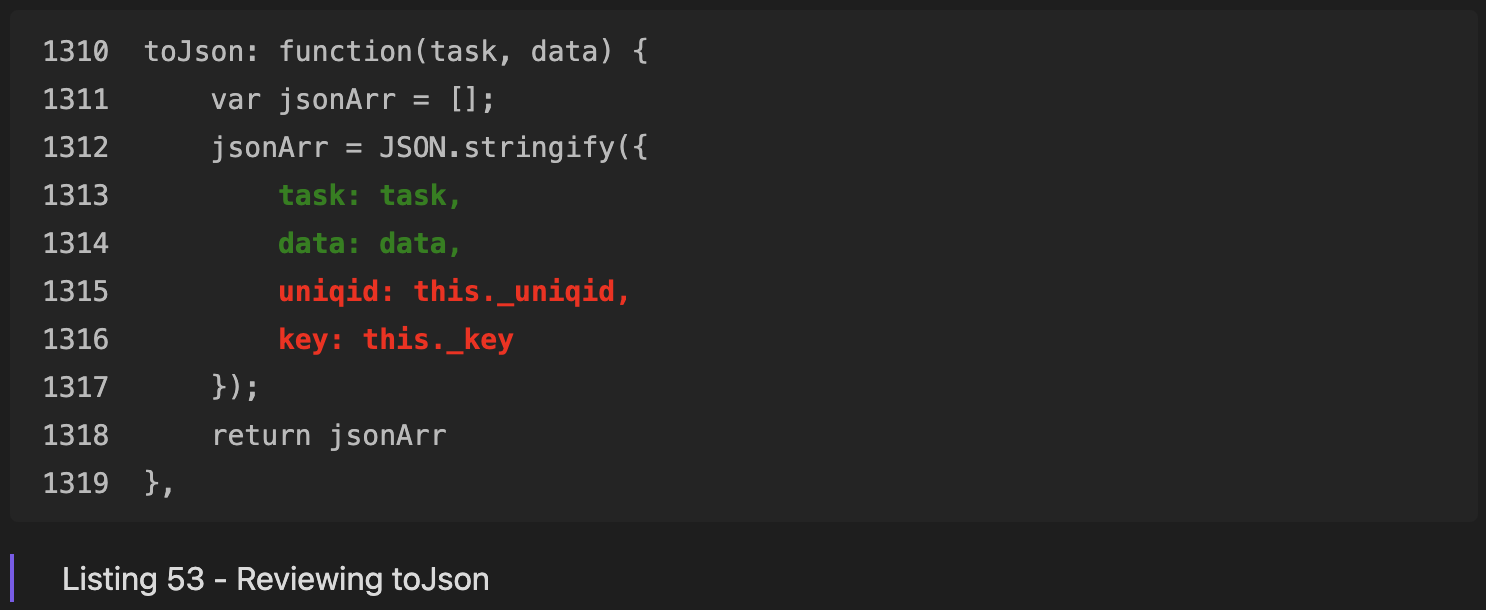 1310  toJson: function(task, data) {
1311      var jsonArr = [];
1312      jsonArr = JSON.stringify({
1313          task: task,
1314          data: data,
1315          uniqid: this._uniqid,
1316          key: this._key
1317      });
1318      return jsonArr
1319  },
Listing 53 - Reviewing toJson